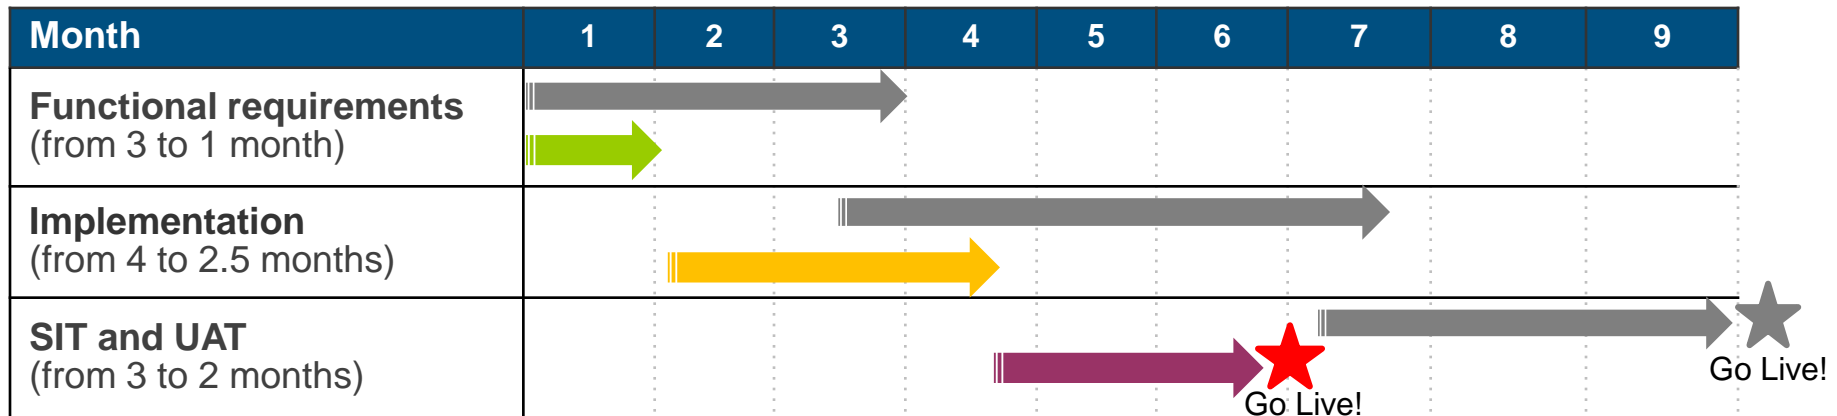 Month 1 2 3 4 5 6 7 8 9
Functional requirements
(from 3 to 1 month)
Implementation
(from 4 to 2.5 months)
SIT and UAT
(from 3 to 2 months)
Go Live!
Go Live!